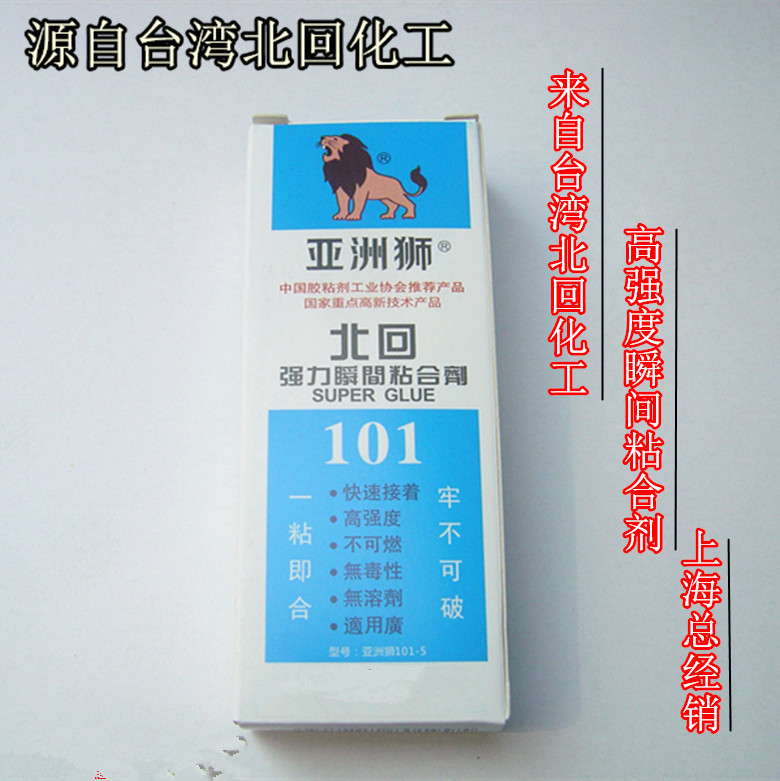 源自台湾北回化工
来自台湾北回化工
高强度瞬间粘合剂
上海总经销
®
亚洲狮®
中国胶粘剂工业协会推荐产品
国家重点高新技术产品
北回
强力瞬間粘合劑
SUPER GLUE
101
一粘即合
•快速接着
•高强度
•不可燃
•無毒性
•無溶劑
•適用廣
牢不可破
型号：亚洲狮101-5